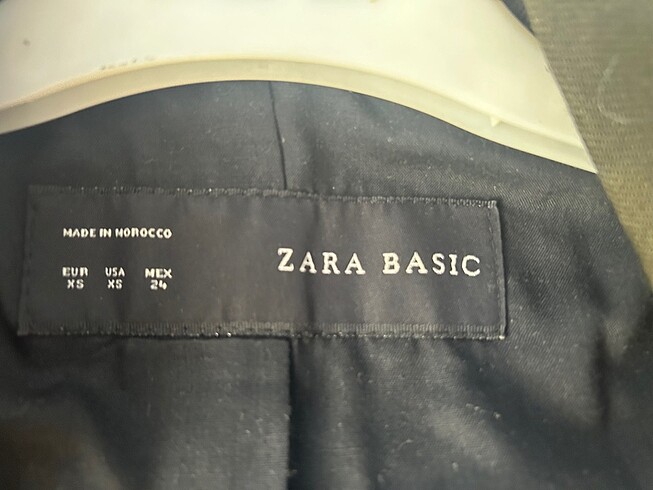 MADE IN MOROCCO
EUR USA MEX
XS XS 24
ZARA BASIC